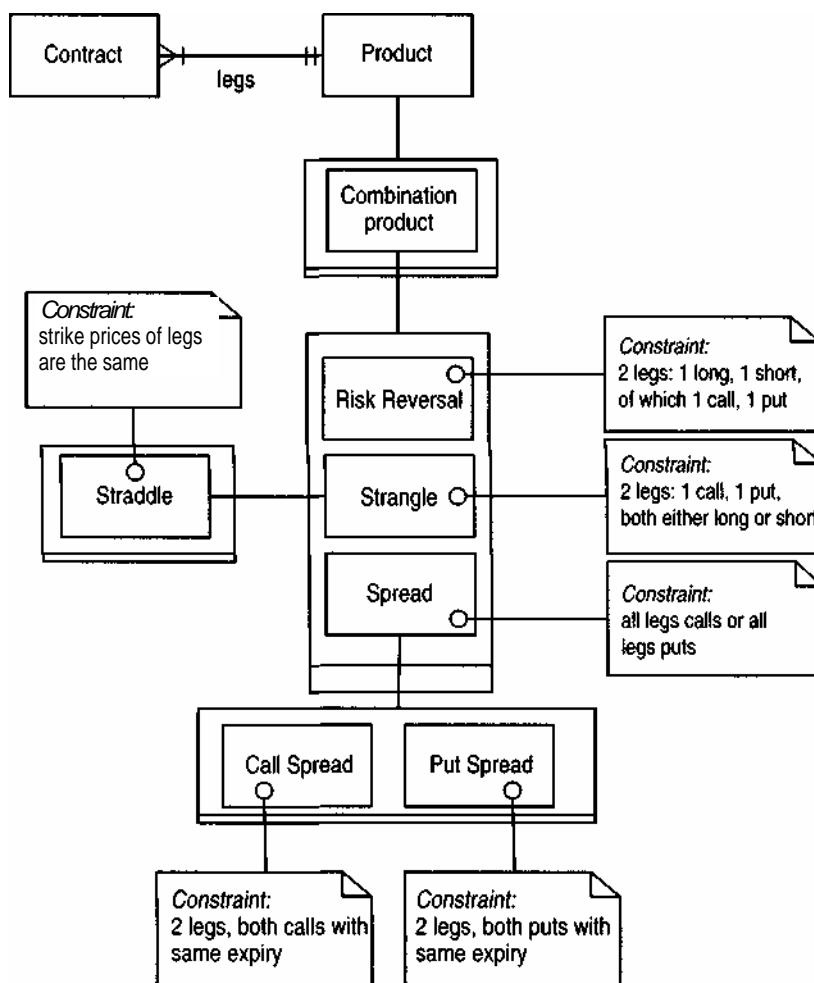 Contract
legs
Product
Combination
product
Constraint:
strike prices of legs
are the same
Risk Reversal
Constraint:
2 legs: 1 long, 1 short,
of which 1 call, 1 put
Straddle
Strangle
Constraint:
2 legs: 1 call, 1 put,
both either long or short
Spread
Constraint:
all legs calls or all
legs puts
Call Spread
Put Spread
Constraint:
2 legs, both calls with
same expiry
Constraint:
2 legs, both puts with
same expiry